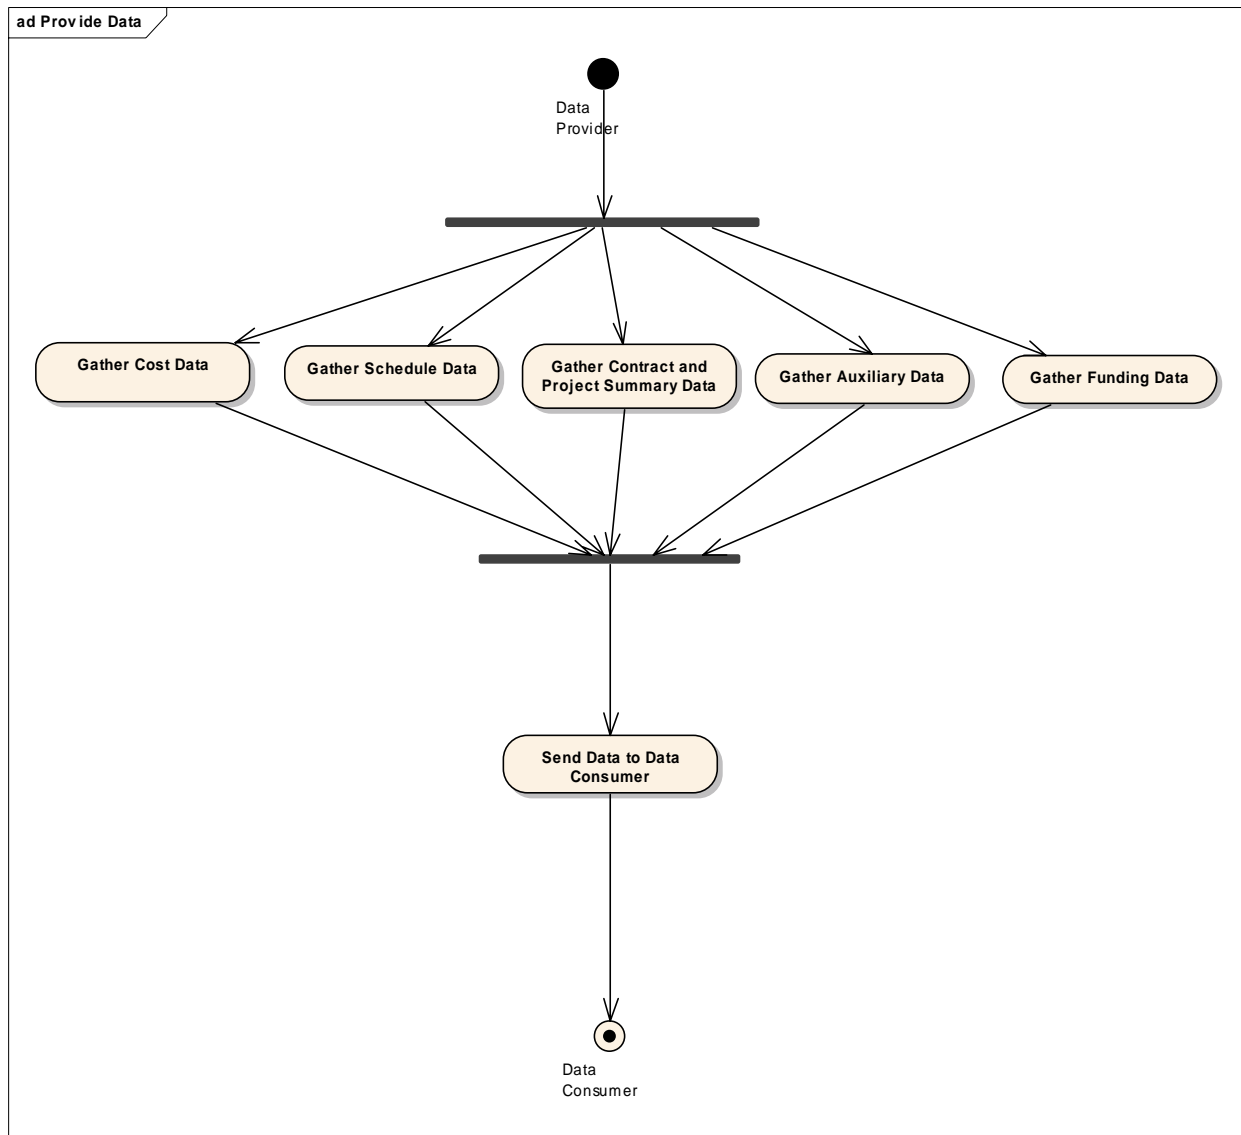 ad Provide Data
Data
Provider
Gather Cost Data
Gather Schedule Data
Gather Contract and
Project Summary Data
Gather Auxiliary Data
Gather Funding Data
Send Data to Data
Consumer
Data
Consumer